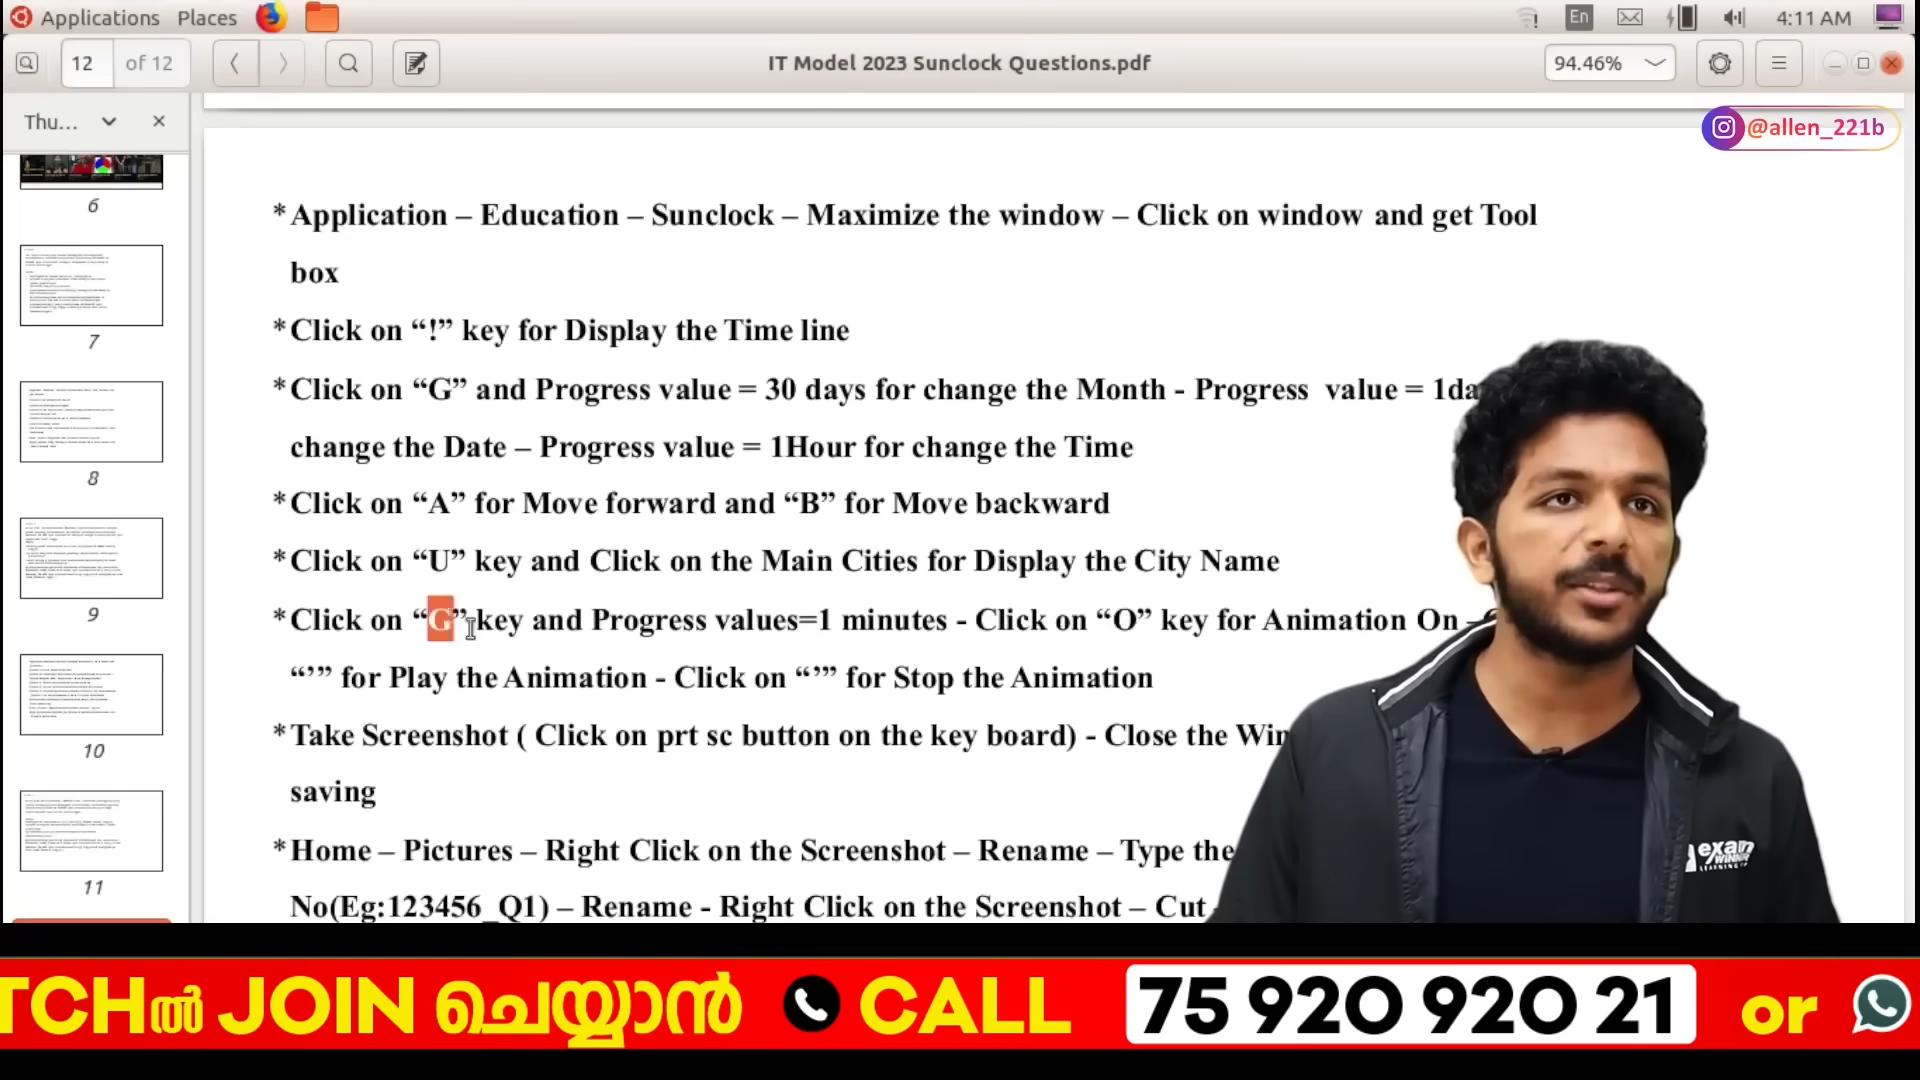 Applications Places En 4:11 AM
12 of 12 IT Model 2023 Sunclock Questions.pdf 94.46%
Thu...
@allen_221b
6
7
8
9
10
11
*Application – Education – Sunclock – Maximize the window – Click on window and get Tool
box
*Click on “!” key for Display the Time line
*Click on “G” and Progress value = 30 days for change the Month - Progress value = 1da
change the Date – Progress value = 1Hour for change the Time
*Click on “A” for Move forward and “B” for Move backward
*Click on “U” key and Click on the Main Cities for Display the City Name
*Click on “G” key and Progress values=1 minutes - Click on “O” key for Animation On –
“’” for Play the Animation - Click on “’” for Stop the Animation
*Take Screenshot ( Click on prt sc button on the key board) - Close the Win
saving
*Home – Pictures – Right Click on the Screenshot – Rename – Type the
No(Eg:123456_Q1) – Rename - Right Click on the Screenshot – Cut
exam
WINNER
TCHൽ JOIN ചെയ്യാൻ CALL 75 920 920 21 or